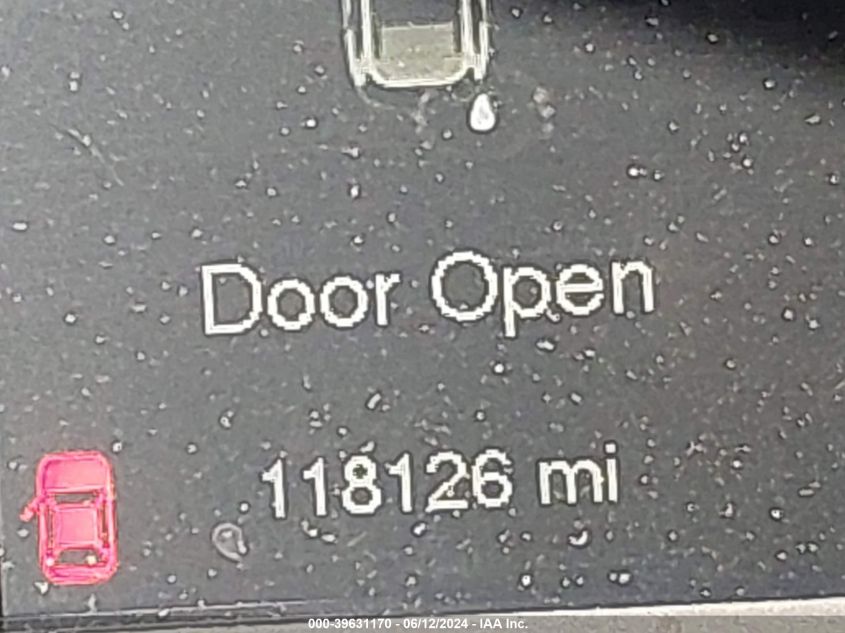 Door Open
118126 mi
000-39631170 - 06/12/2024 - IAA Inc.